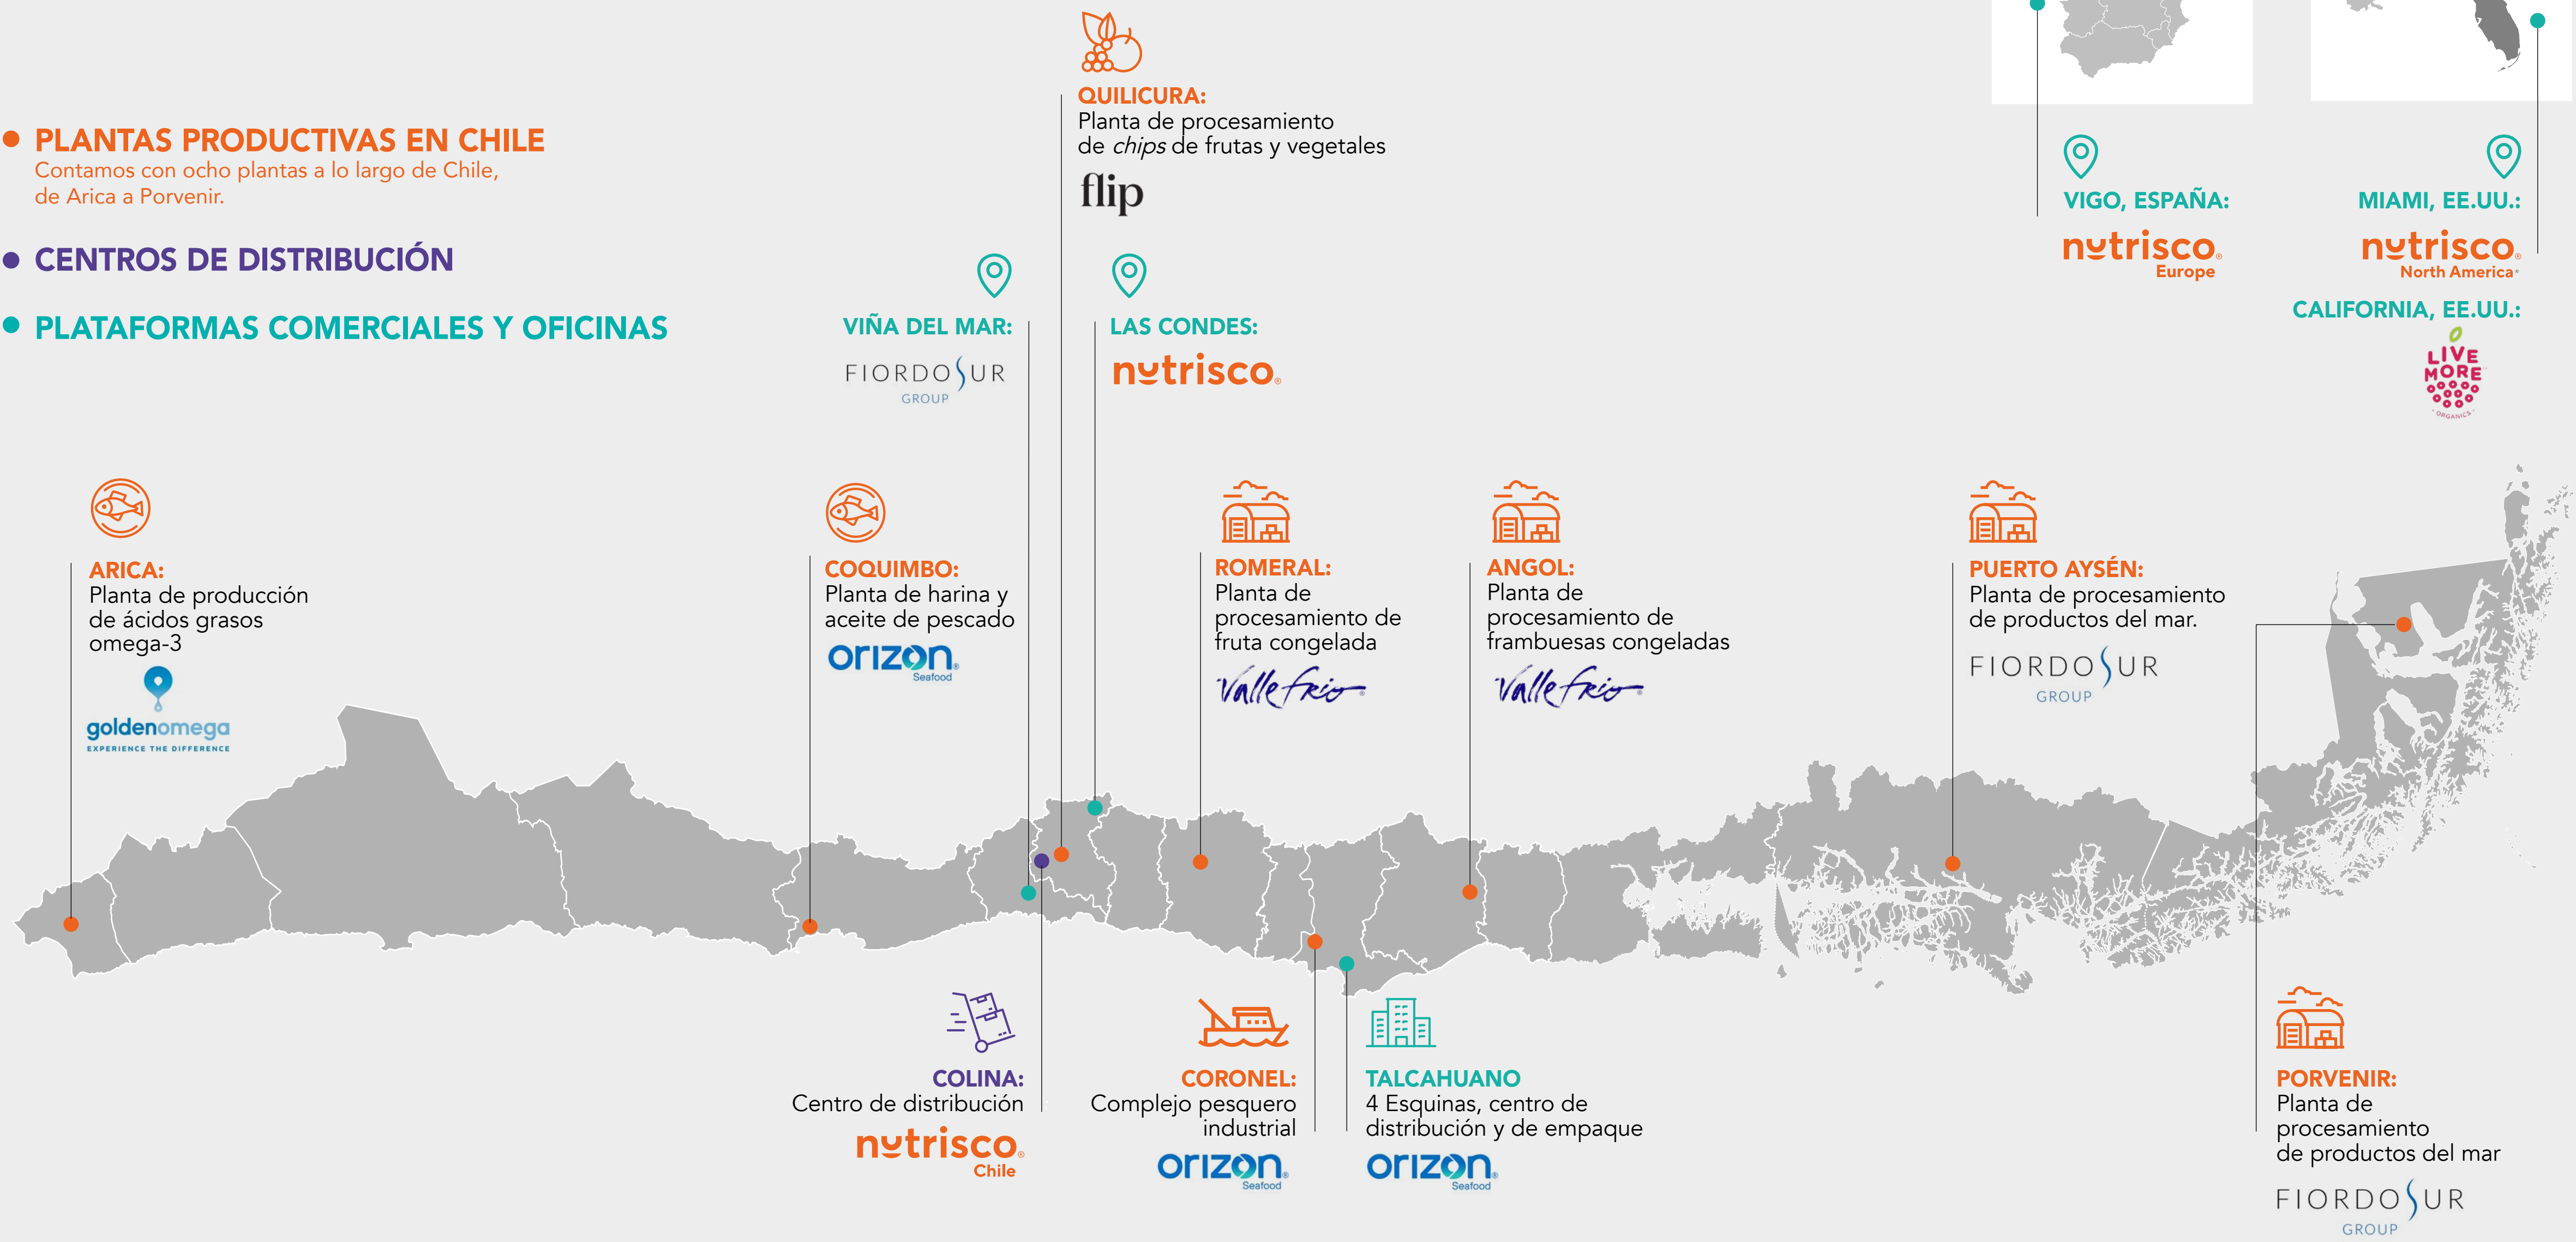 PLANTAS PRODUCTIVAS EN CHILE
Contamos con ocho plantas a lo largo de Chile,
de Arica a Porvenir.
CENTROS DE DISTRIBUCIÓN
PLATAFORMAS COMERCIALES Y OFICINAS
QUILICURA:
Planta de procesamiento
de chips de frutas y vegetales
flip
VIÑA DEL MAR:
FIORDOSUR
GROUP
LAS CONDES:
nutrisco®
VIGO, ESPAÑA:
nutrisco®
Europe
MIAMI, EE.UU.:
nutrisco®
North America
CALIFORNIA, EE.UU.:
LIVE
MORE
ORGANICS
ARICA:
Planta de producción
de ácidos grasos
omega-3
goldenomega
EXPERIENCE THE DIFFERENCE
COQUIMBO:
Planta de harina y
aceite de pescado
orizon®
Seafood
ROMERAL:
Planta de
procesamiento de
fruta congelada
Vallefrío®
ANGOL:
Planta de
procesamiento de
frambuesas congeladas
Vallefrío®
PUERTO AYSÉN:
Planta de procesamiento
de productos del mar.
FIORDOSUR
GROUP
COLINA:
Centro de distribución
nutrisco®
Chile
CORONEL:
Complejo pesquero
industrial
orizon®
Seafood
TALCAHUANO
4 Esquinas, centro de
distribución y de empaque
orizon®
Seafood
PORVENIR:
Planta de
procesamiento
de productos del mar
FIORDOSUR
GROUP